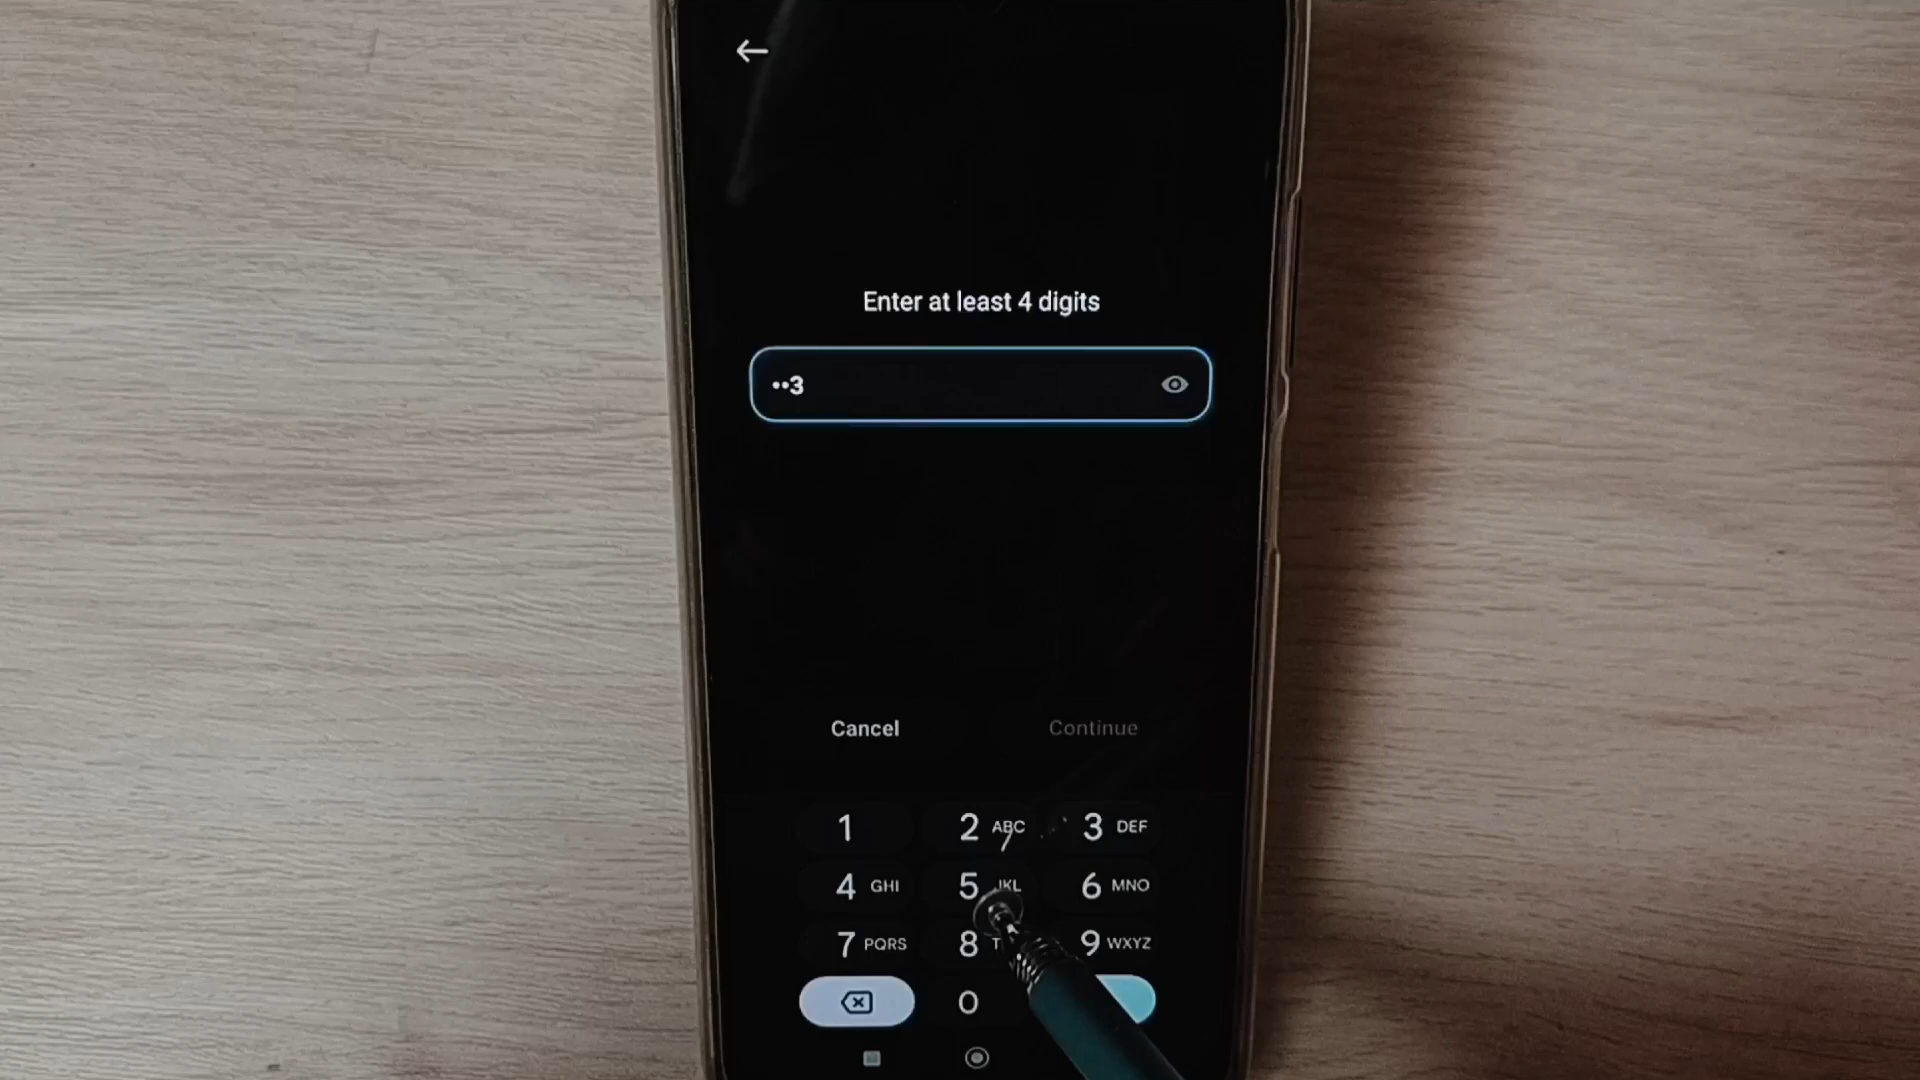 Enter at least 4 digits
••3
Cancel Continue
1 2 ABC 3 DEF
4 GHI 5 JKL 6 MNO
7 PQRS 8 T 9 WXYZ
0